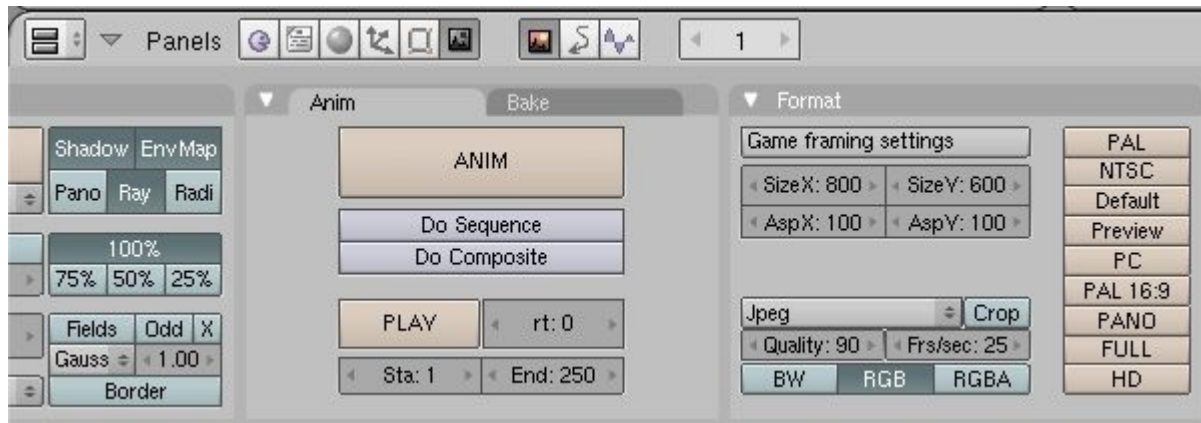 Panels 1
Anim Bake Format
Shadow EnvMap
Pano Ray Radi
100%
75% 50% 25%
Fields Odd X
Gauss 1.00
Border
ANIM
Do Sequence
Do Composite
PLAY rt: 0
Sta: 1 End: 250
Game framing settings
SizeX: 800 SizeY: 600
AspX: 100 AspY: 100
Jpeg Crop
Quality: 90 Frs/sec: 25
BW RGB RGBA
PAL
NTSC
Default
Preview
PC
PAL 16:9
PANO
FULL
HD